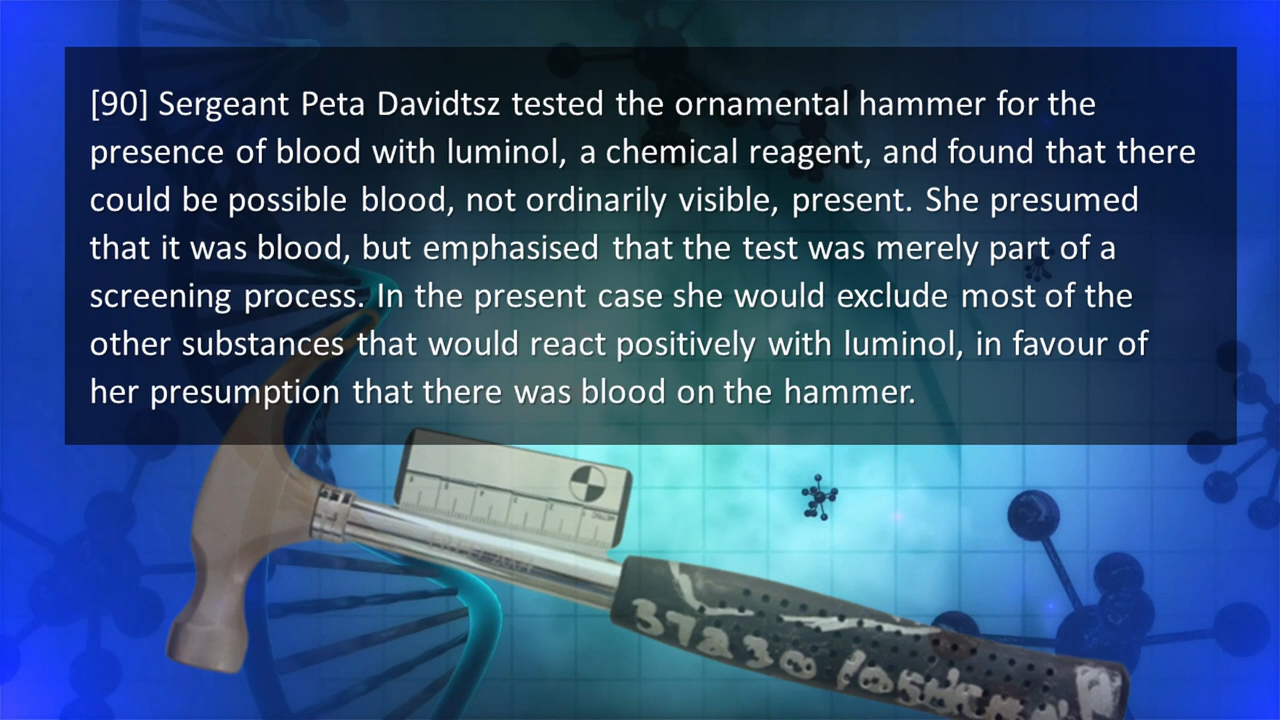 [90] Sergeant Peta Davidtsz tested the ornamental hammer for the
presence of blood with luminol, a chemical reagent, and found that there
could be possible blood, not ordinarily visible, present. She presumed
that it was blood, but emphasised that the test was merely part of a
screening process. In the present case she would exclude most of the
other substances that would react positively with luminol, in favour of
her presumption that there was blood on the hammer.